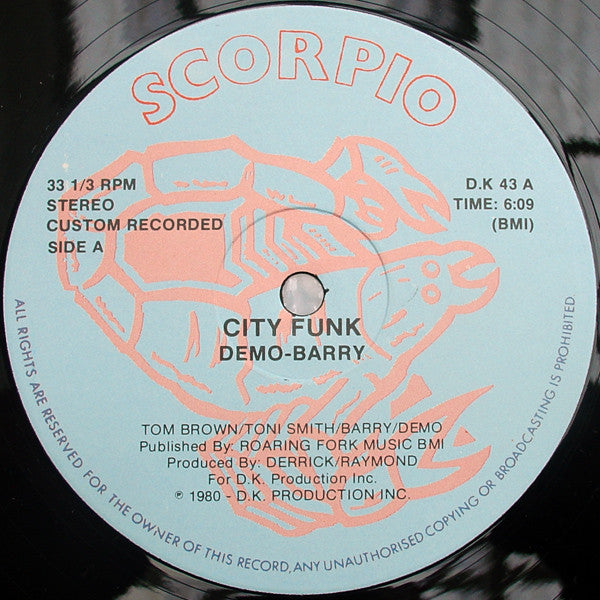 SCORPIO
33 1/3 RPM
STEREO
CUSTOM RECORDED
SIDE A
D.K 43 A
TIME: 6:09
(BMI)
CITY FUNK
DEMO-BARRY
TOM BROWN/TONI SMITH/BARRY/DEMO
Published By: ROARING FORK MUSIC BMI
Produced By: DERRICK/RAYMOND
For D.K. Production Inc.
℗ 1980 - D.K. PRODUCTION INC.
ALL RIGHTS ARE RESERVED FOR THE OWNER OF THIS RECORD, ANY UNAUTHORISED COPYING OR BROADCASTING IS PROHIBITED.